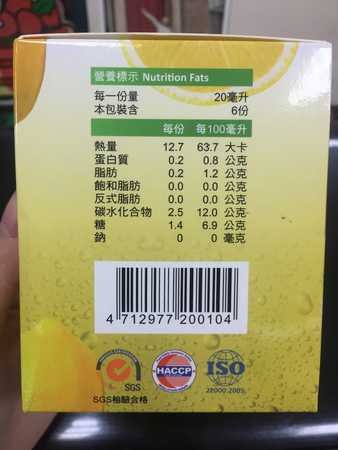 營養標示 Nutrition Fats
每一份量 20毫升
本包裝含 6份
每份 每100毫升
熱量 12.7 63.7 大卡
蛋白質 0.2 0.8 公克
脂肪 0.2 1.2 公克
飽和脂肪 0.0 0.0 公克
反式脂肪 0.0 0.0 公克
碳水化合物 2.5 12.0 公克
糖 1.4 6.9 公克
鈉 0 0 毫克
4 712977 200104
SGS
HACCP
ISO
22000:2005
SGS檢驗合格